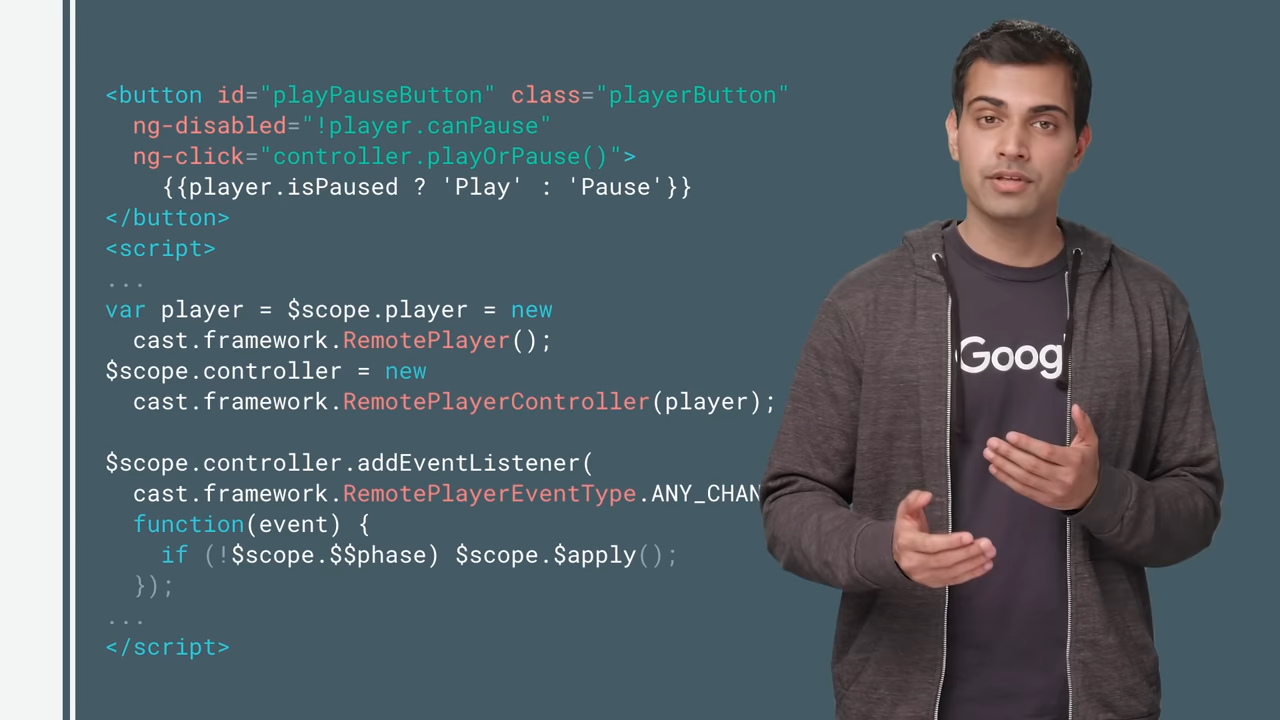 <button id="playPauseButton" class="playerButton"
ng-disabled="!player.canPause"
ng-click="controller.playOrPause()">
{{player.isPaused ? 'Play' : 'Pause'}}
</button>
<script>
...
var player = $scope.player = new
cast.framework.RemotePlayer();
$scope.controller = new
cast.framework.RemotePlayerController(player);
$scope.controller.addEventListener(
cast.framework.RemotePlayerEventType.ANY_CHAN
function(event) {
if (!$scope.$$phase) $scope.$apply();
});
...
</script>
Goog